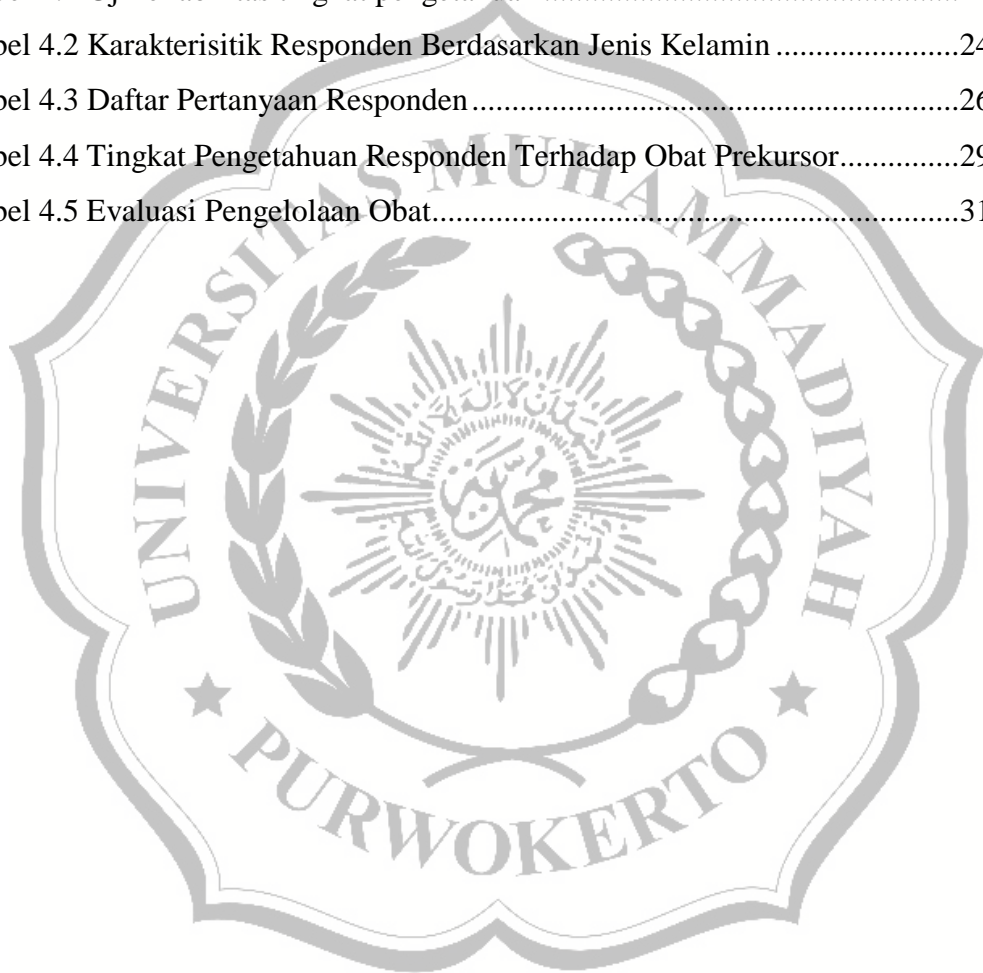 bel 4.2 Karakterisitik Responden Berdasarkan Jenis Kelamin ......................24
bel 4.3 Daftar Pertanyaan Responden...........................................................26
bel 4.4 Tingkat Pengetahuan Responden Terhadap Obat Prekursor..............29
bel 4.5 Evaluasi Pengelolaan Obat................................................................31
UNIVERSITAS MUHAMMADIYAH
PURWOKERTO
محمد